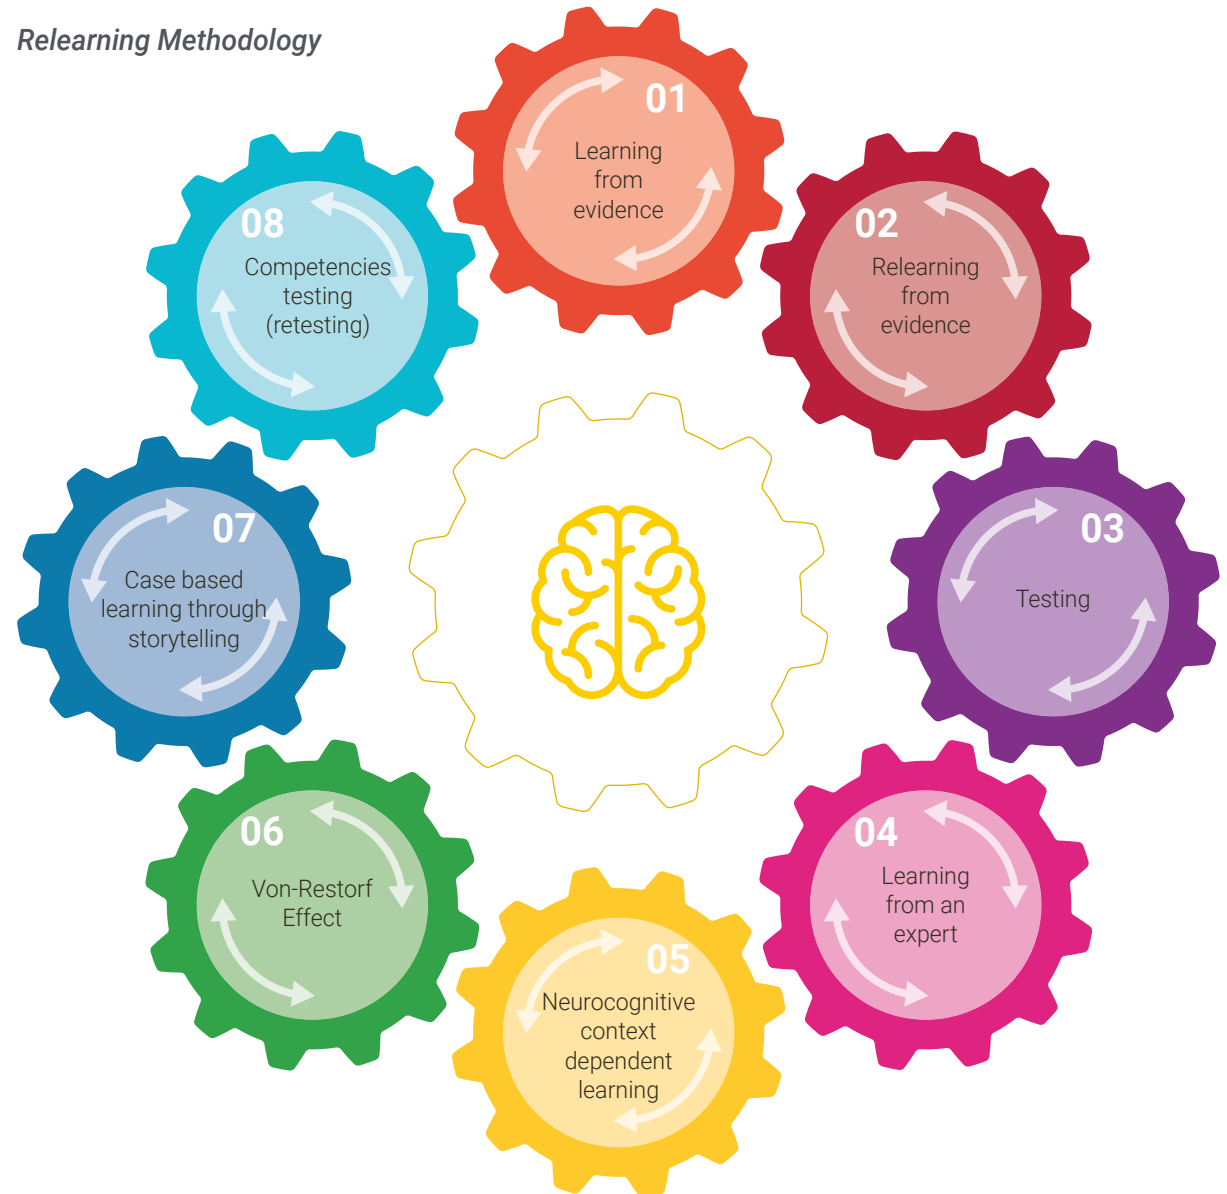 Relearning Methodology
01
Learning
from
evidence
02
Relearning
from
evidence
03
Testing
04
Learning
from an
expert
05
Neurocognitive
context
dependent
learning
06
Von-Restorf
Effect
07
Case based
learning through
storytelling
08
Competencies
testing
(retesting)